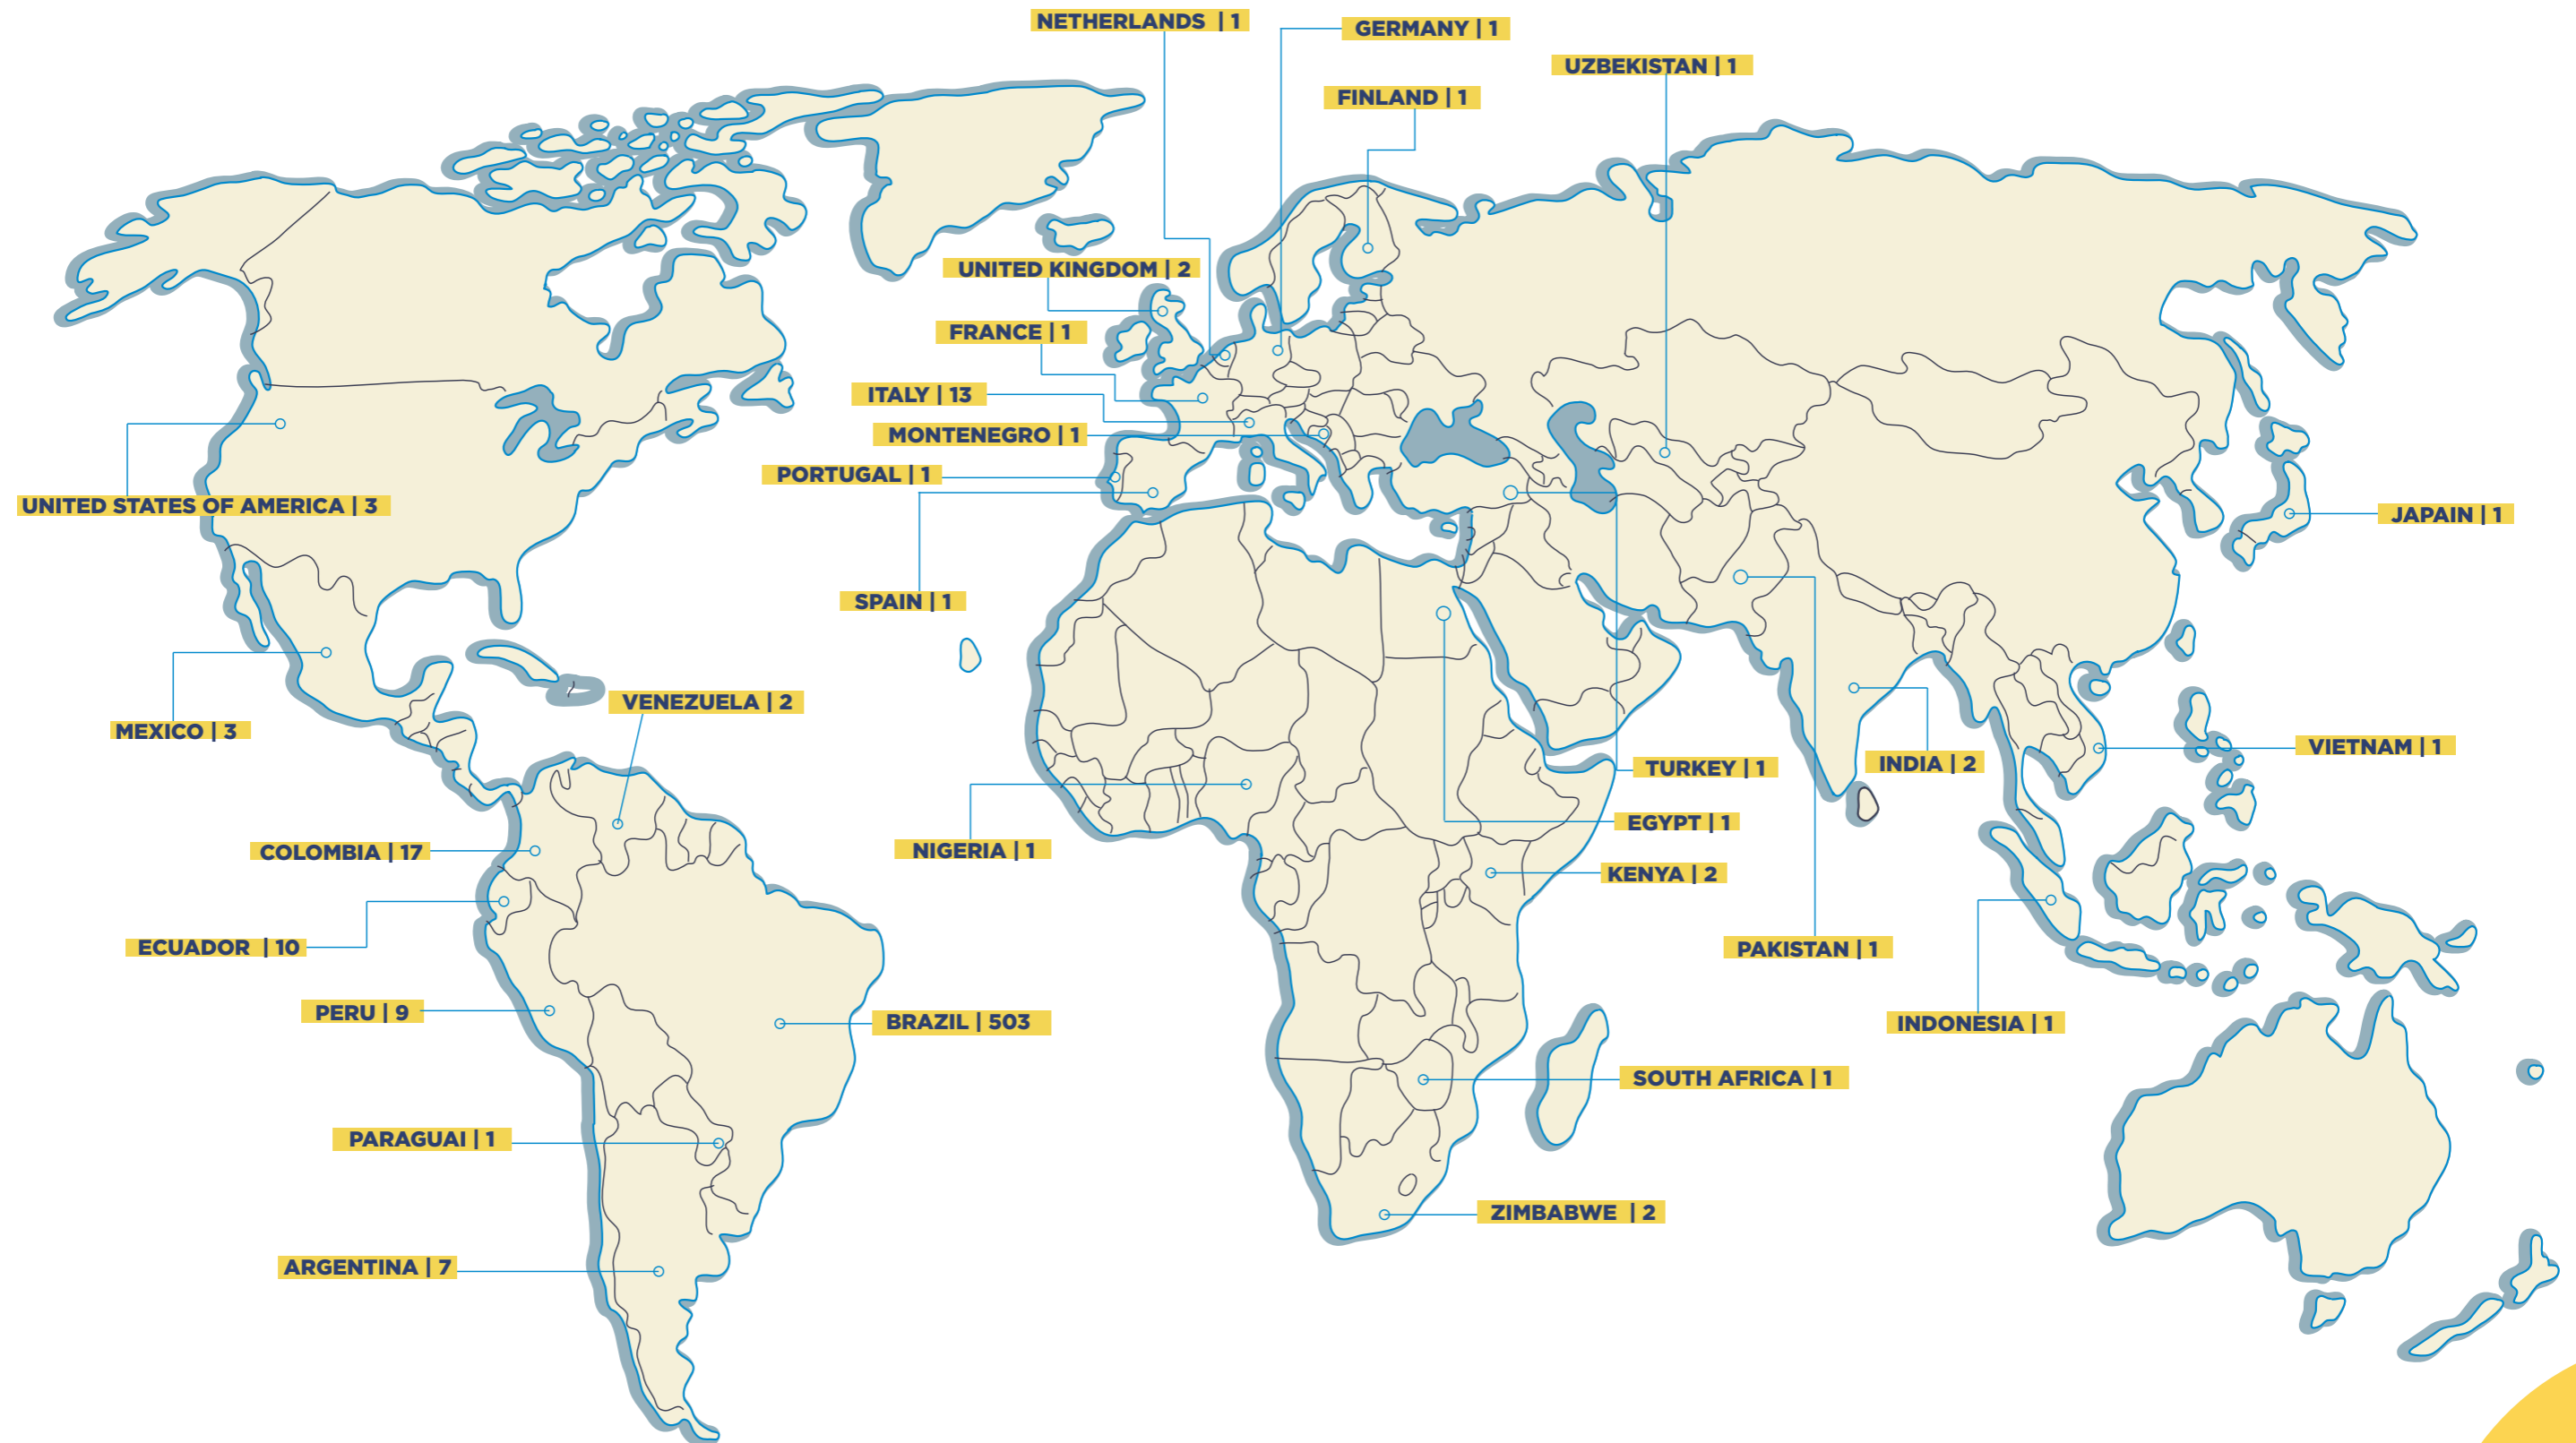 NETHERLANDS | 1
GERMANY | 1
UZBEKISTAN | 1
FINLAND | 1
UNITED KINGDOM | 2
FRANCE | 1
ITALY | 13
MONTENEGRO | 1
PORTUGAL | 1
UNITED STATES OF AMERICA | 3
JAPAIN | 1
SPAIN | 1
VENEZUELA | 2
MEXICO | 3
VIETNAM | 1
TURKEY | 1
INDIA | 2
EGYPT | 1
COLOMBIA | 17
NIGERIA | 1
KENYA | 2
ECUADOR | 10
PAKISTAN | 1
PERU | 9
BRAZIL | 503
INDONESIA | 1
SOUTH AFRICA | 1
PARAGUAI | 1
ZIMBABWE | 2
ARGENTINA | 7